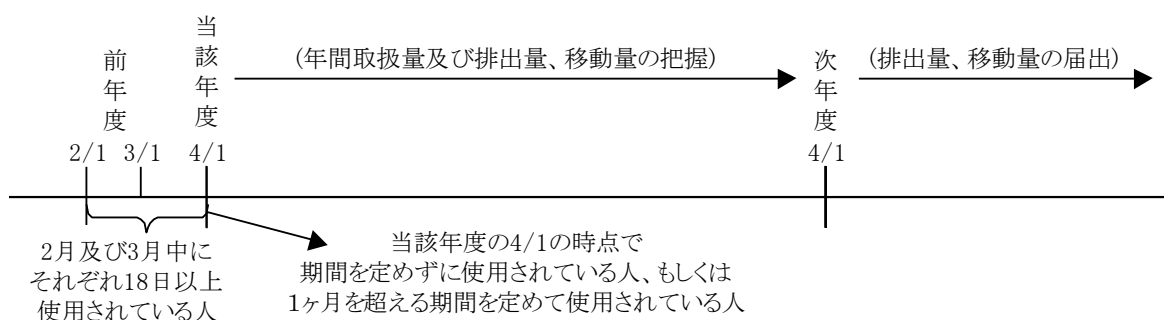 前年度
当該年度
(年間取扱量及び排出量、移動量の把握)
次年度
(排出量、移動量の届出)
2/1 3/1 4/1
4/1
2月及び3月中に
それぞれ18日以上
使用されている人
当該年度の4/1の時点で
期間を定めずに使用されている人、もしくは
1ヶ月を超える期間を定めて使用されている人